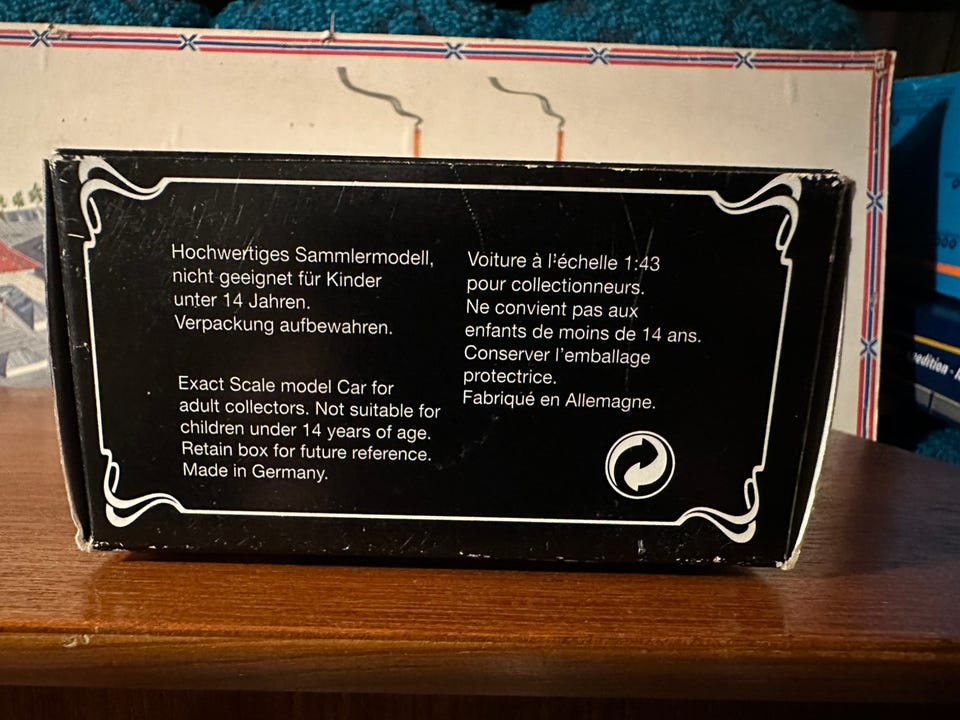 Hochwertiges Sammlermodell,
nicht geeignet für Kinder
unter 14 Jahren.
Verpackung aufbewahren.
Exact Scale model Car for
adult collectors. Not suitable for
children under 14 years of age.
Retain box for future reference.
Made in Germany.
Voiture à l'échelle 1:43
pour collectionneurs.
Ne convient pas aux
enfants de moins de 14 ans.
Conserver l'emballage
protectrice.
Fabriqué en Allemagne.